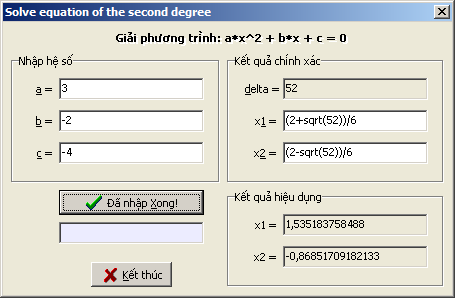 Solve equation of the second degree
Giải phương trình: a*x^2 + b*x + c = 0
Nhập hệ số
a = 3
b = -2
c = -4
Đã nhập Xong!
Kết thúc
Kết quả chính xác
delta = 52
x1 = (2+sqrt(52))/6
x2 = (2-sqrt(52))/6
Kết quả hiệu dụng
x1 = 1,535183758488
x2 = -0,86851709182133